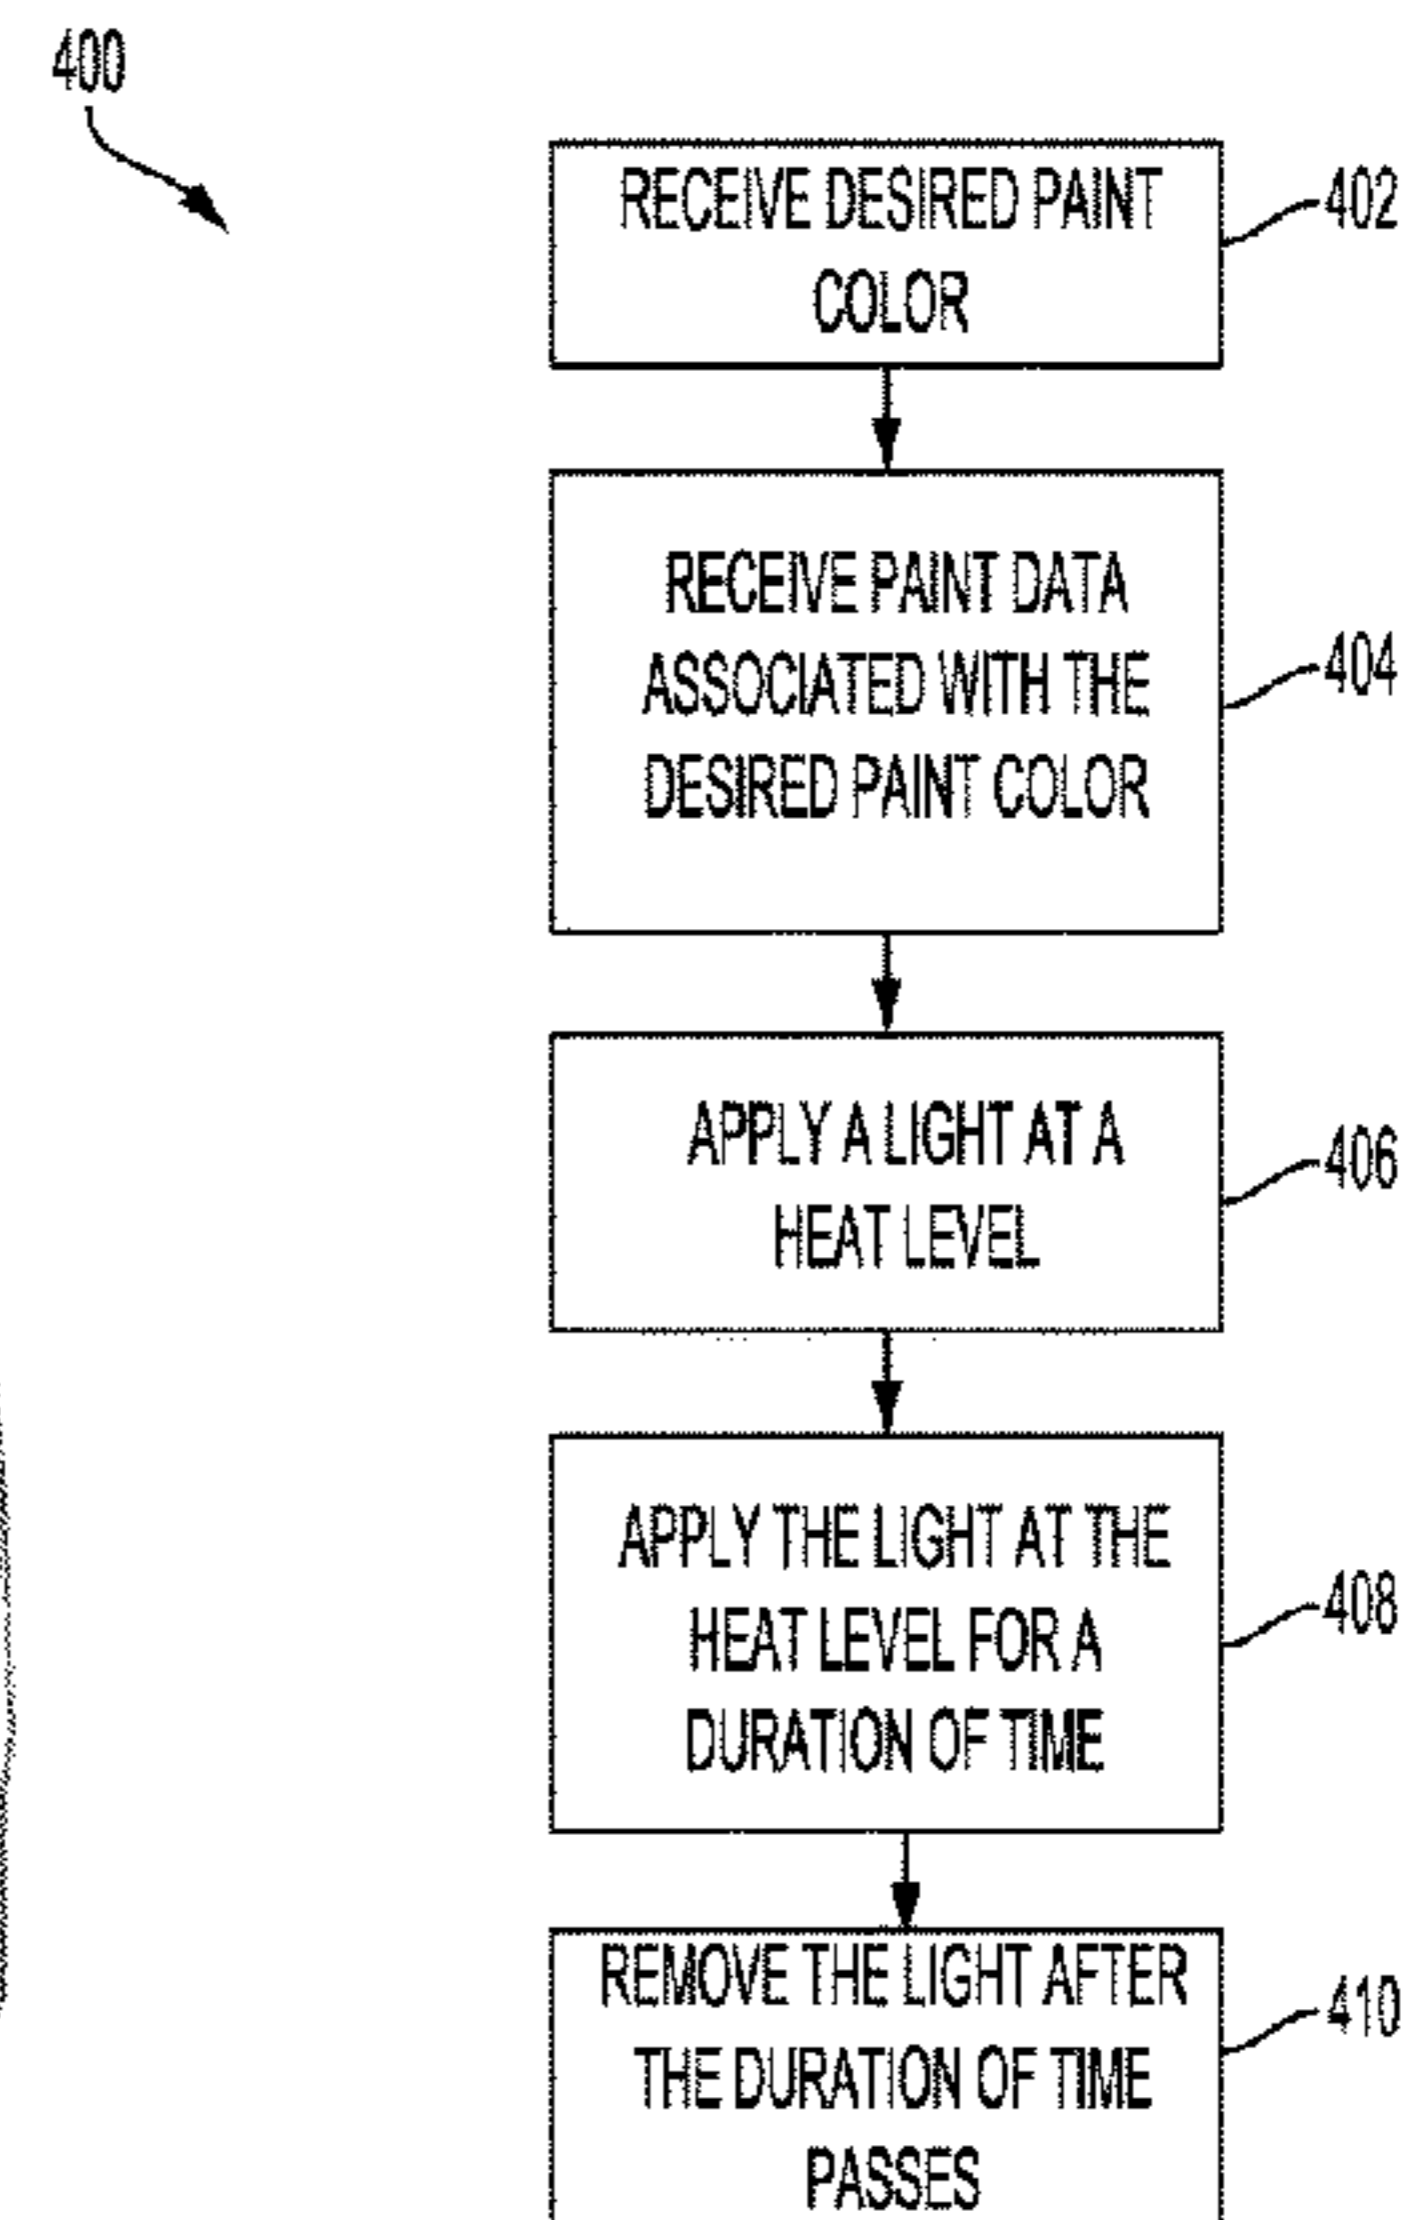 400
RECEIVE DESIRED PAINT
COLOR
402
RECEIVE PAINT DATA
ASSOCIATED WITH THE
DESIRED PAINT COLOR
404
APPLY A LIGHT AT A
HEAT LEVEL
406
APPLY THE LIGHT AT THE
HEAT LEVEL FOR A
DURATION OF TIME
408
REMOVE THE LIGHT AFTER
THE DURATION OF TIME
PASSES
410